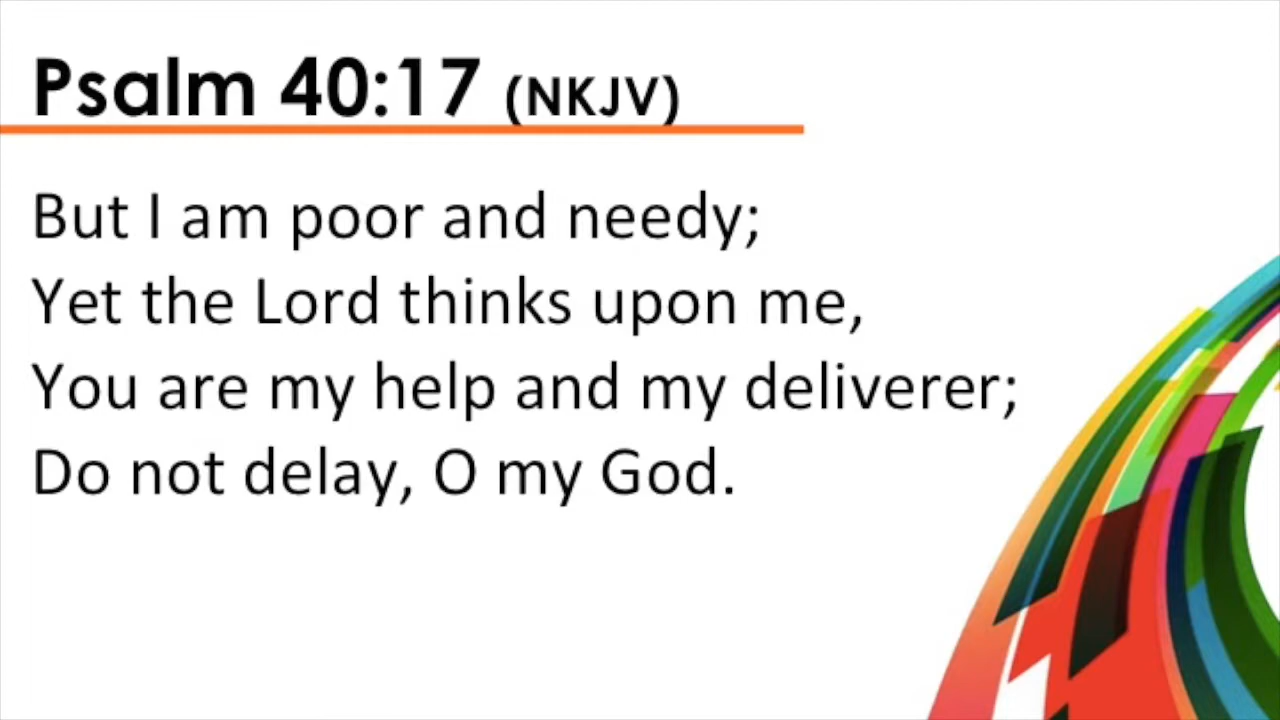 Psalm 40:17 (NKJV)
But I am poor and needy;
Yet the Lord thinks upon me,
You are my help and my deliverer;
Do not delay, O my God.